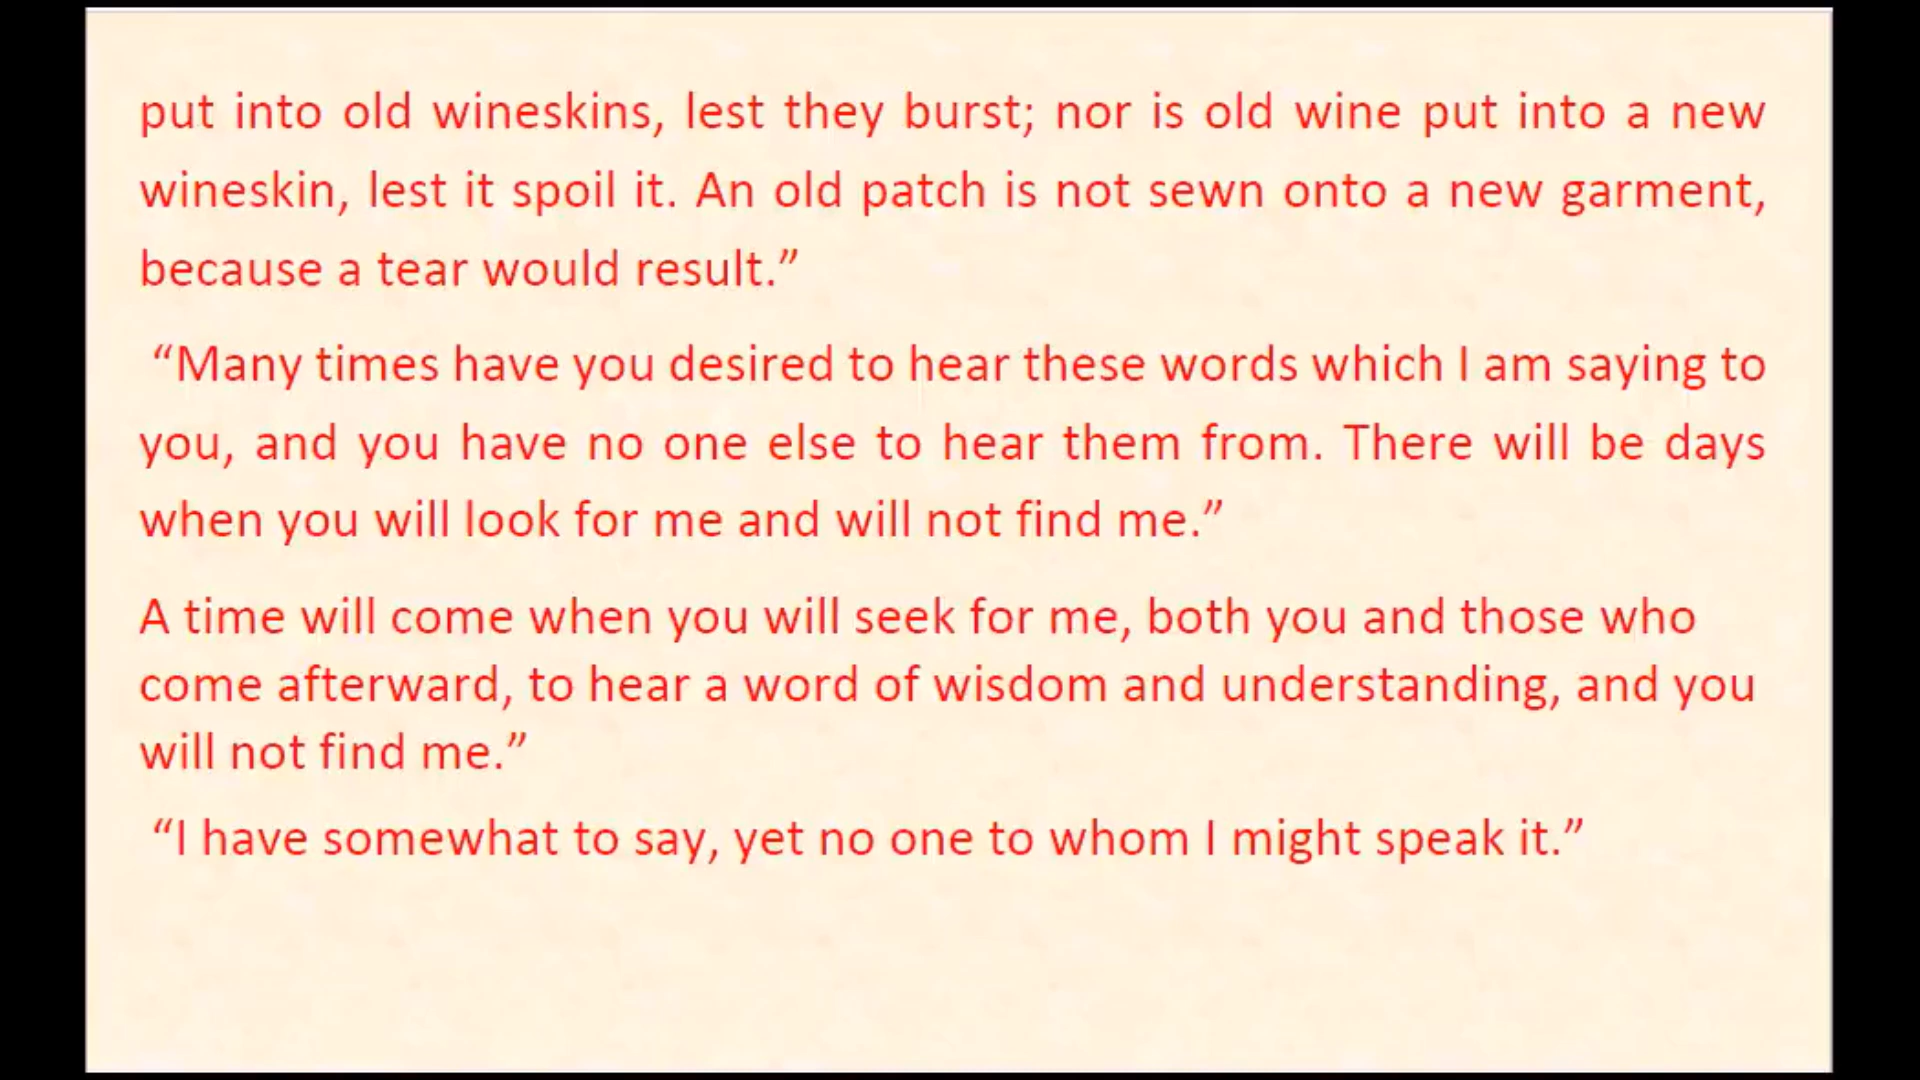 put into old wineskins, lest they burst; nor is old wine put into a new
wineskin, lest it spoil it. An old patch is not sewn onto a new garment,
because a tear would result.”
“Many times have you desired to hear these words which I am saying to
you, and you have no one else to hear them from. There will be days
when you will look for me and will not find me.”
A time will come when you will seek for me, both you and those who
come afterward, to hear a word of wisdom and understanding, and you
will not find me.”
“I have somewhat to say, yet no one to whom I might speak it.”